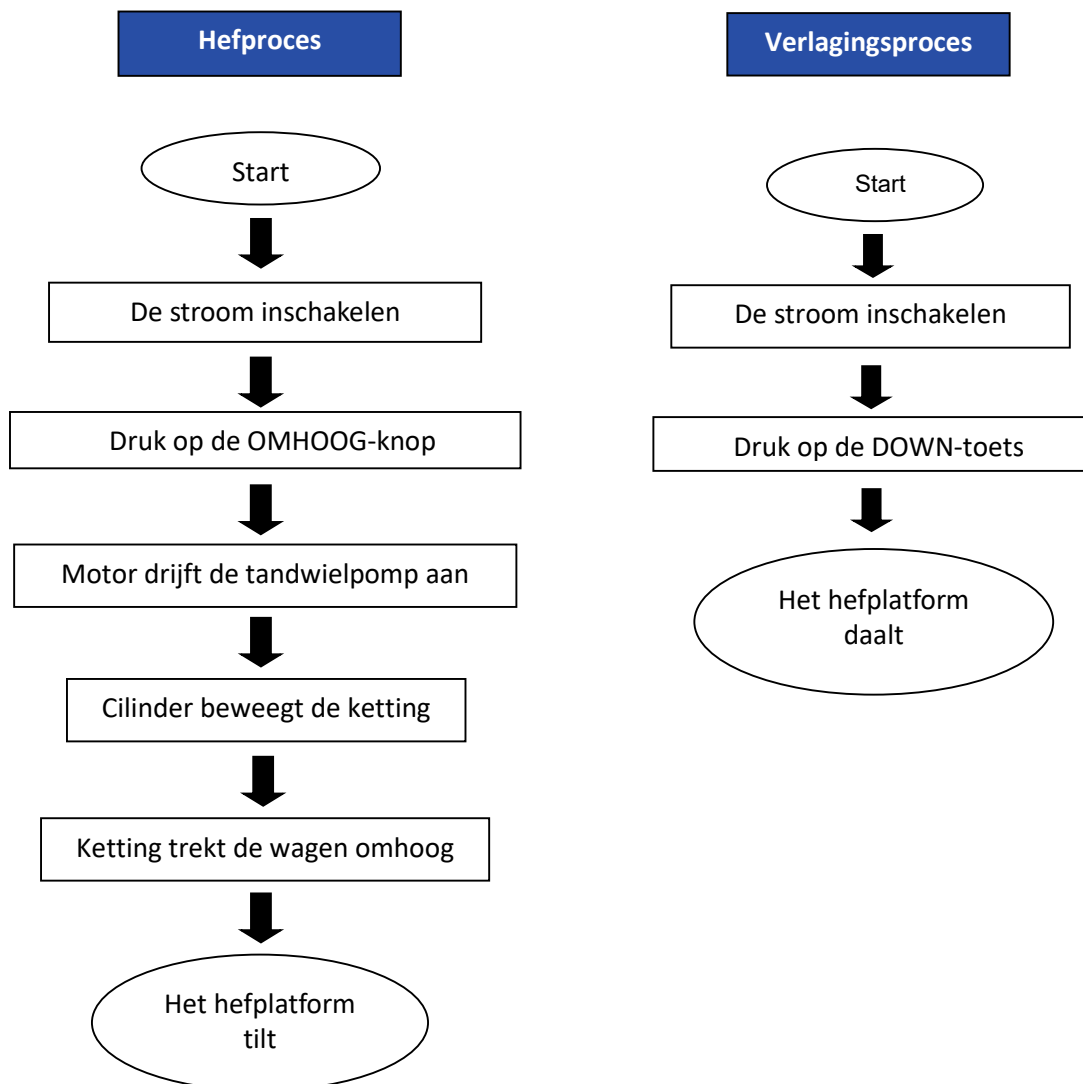 Hefproces
Start
De stroom inschakelen
Druk op de OMHOOG-knop
Motor drijft de tandwielpomp aan
Cilinder beweegt de ketting
Ketting trekt de wagen omhoog
Het hefplatform
tilt
Verlagingsproces
Start
De stroom inschakelen
Druk op de DOWN-toets
Het hefplatform
daalt